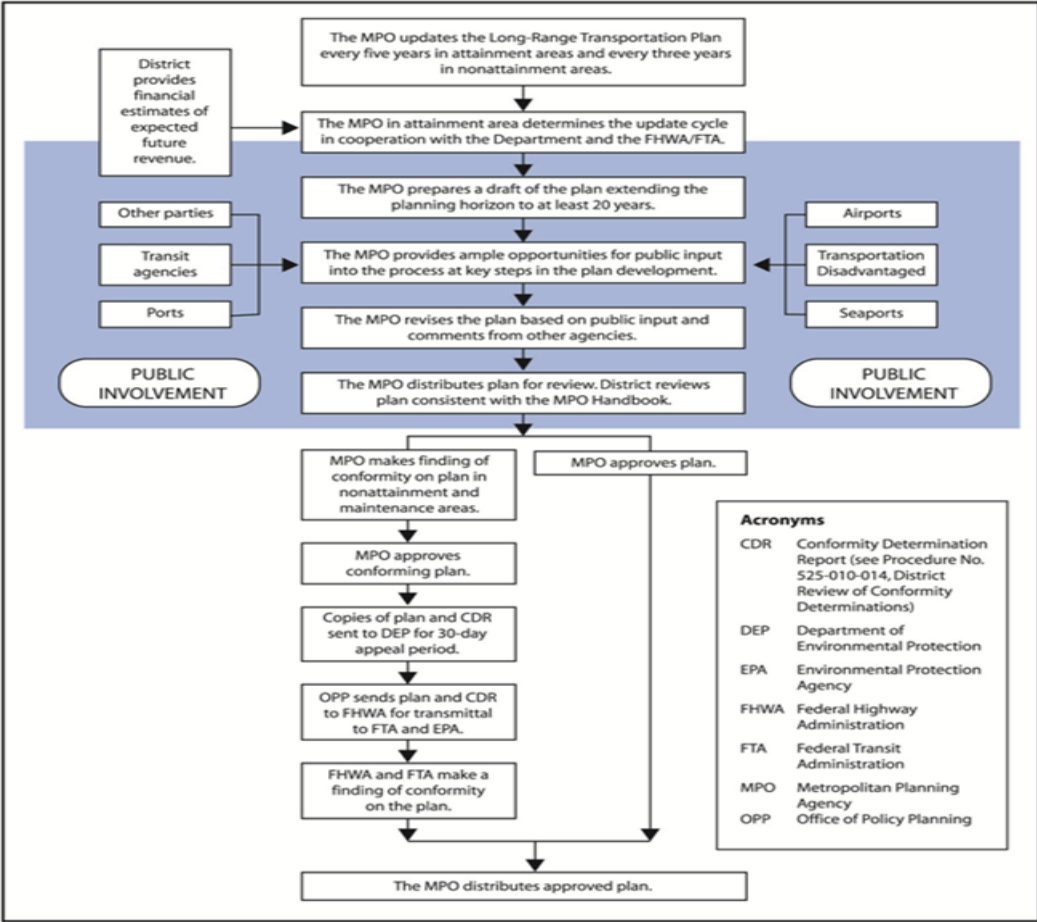 The MPO updates the Long-Range Transportation Plan
every five years in attainment areas and every three years
in nonattainment areas.
District
provides
financial
estimates of
expected
future
revenue.
The MPO in attainment area determines the update cycle
in cooperation with the Department and the FHWA/FTA.
The MPO prepares a draft of the plan extending the
planning horizon to at least 20 years.
Other parties
Transit
agencies
Ports
The MPO provides ample opportunities for public input
into the process at key steps in the plan development.
Airports
Transportation
Disadvantaged
Seaports
The MPO revises the plan based on public input and
comments from other agencies.
PUBLIC
INVOLVEMENT
The MPO distributes plan for review. District reviews
plan consistent with the MPO Handbook.
PUBLIC
INVOLVEMENT
MPO makes finding of
conformity on plan in
nonattainment and
maintenance areas.
MPO approves plan.
MPO approves
conforming plan.
Copies of plan and CDR
sent to DEP for 30-day
appeal period.
OPP sends plan and CDR
to FHWA for transmittal
to FTA and EPA.
FHWA and FTA make a
finding of conformity
on the plan.
The MPO distributes approved plan.
Acronyms
CDR Conformity Determination
Report (see Procedure No.
525-010-014, District
Review of Conformity
Determinations)
DEP Department of
Environmental Protection
EPA Environmental Protection
Agency
FHWA Federal Highway
Administration
FTA Federal Transit
Administration
MPO Metropolitan Planning
Agency
OPP Office of Policy Planning